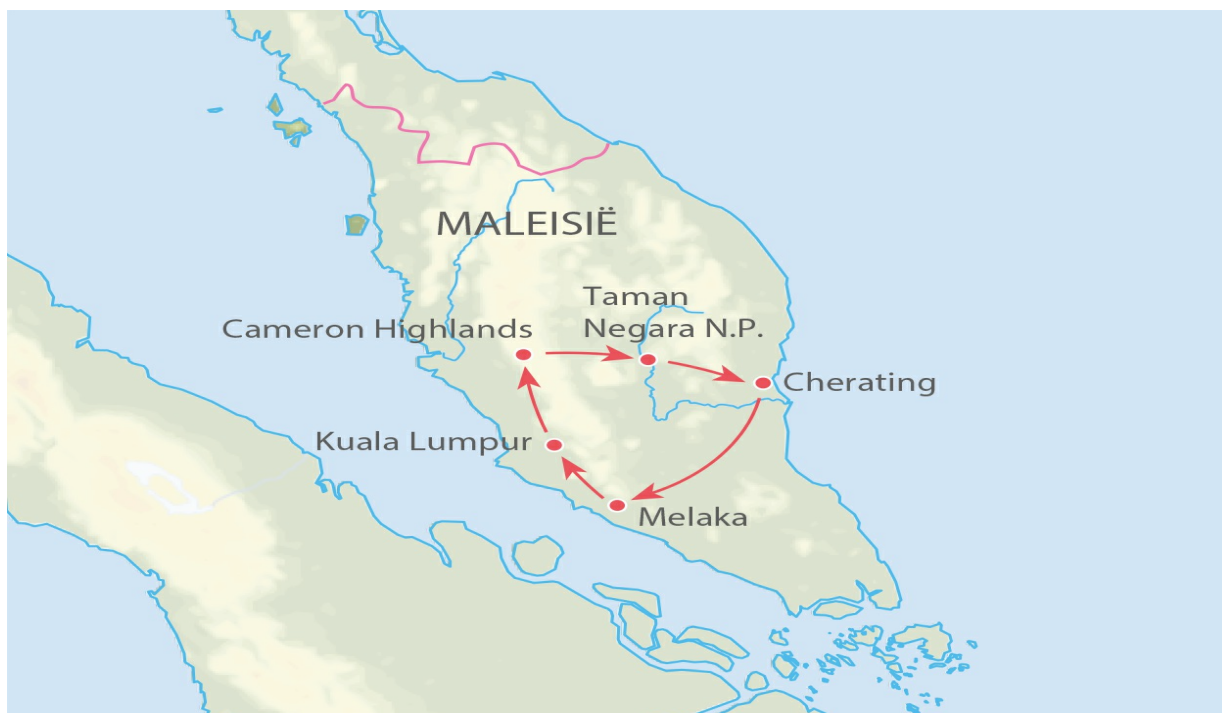 MALEISIË
Taman
Negara N.P.
Cameron Highlands
Cherating
Kuala Lumpur
Melaka